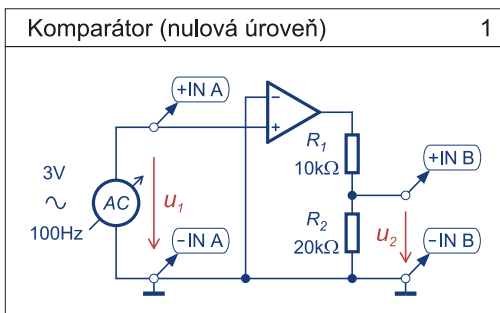 Komparátor (nulová úroveň) 1
+IN A
−
+
R1
10kΩ
3V
AC
100Hz
u1
+IN B
R2
20kΩ
u2
−IN A
−IN B